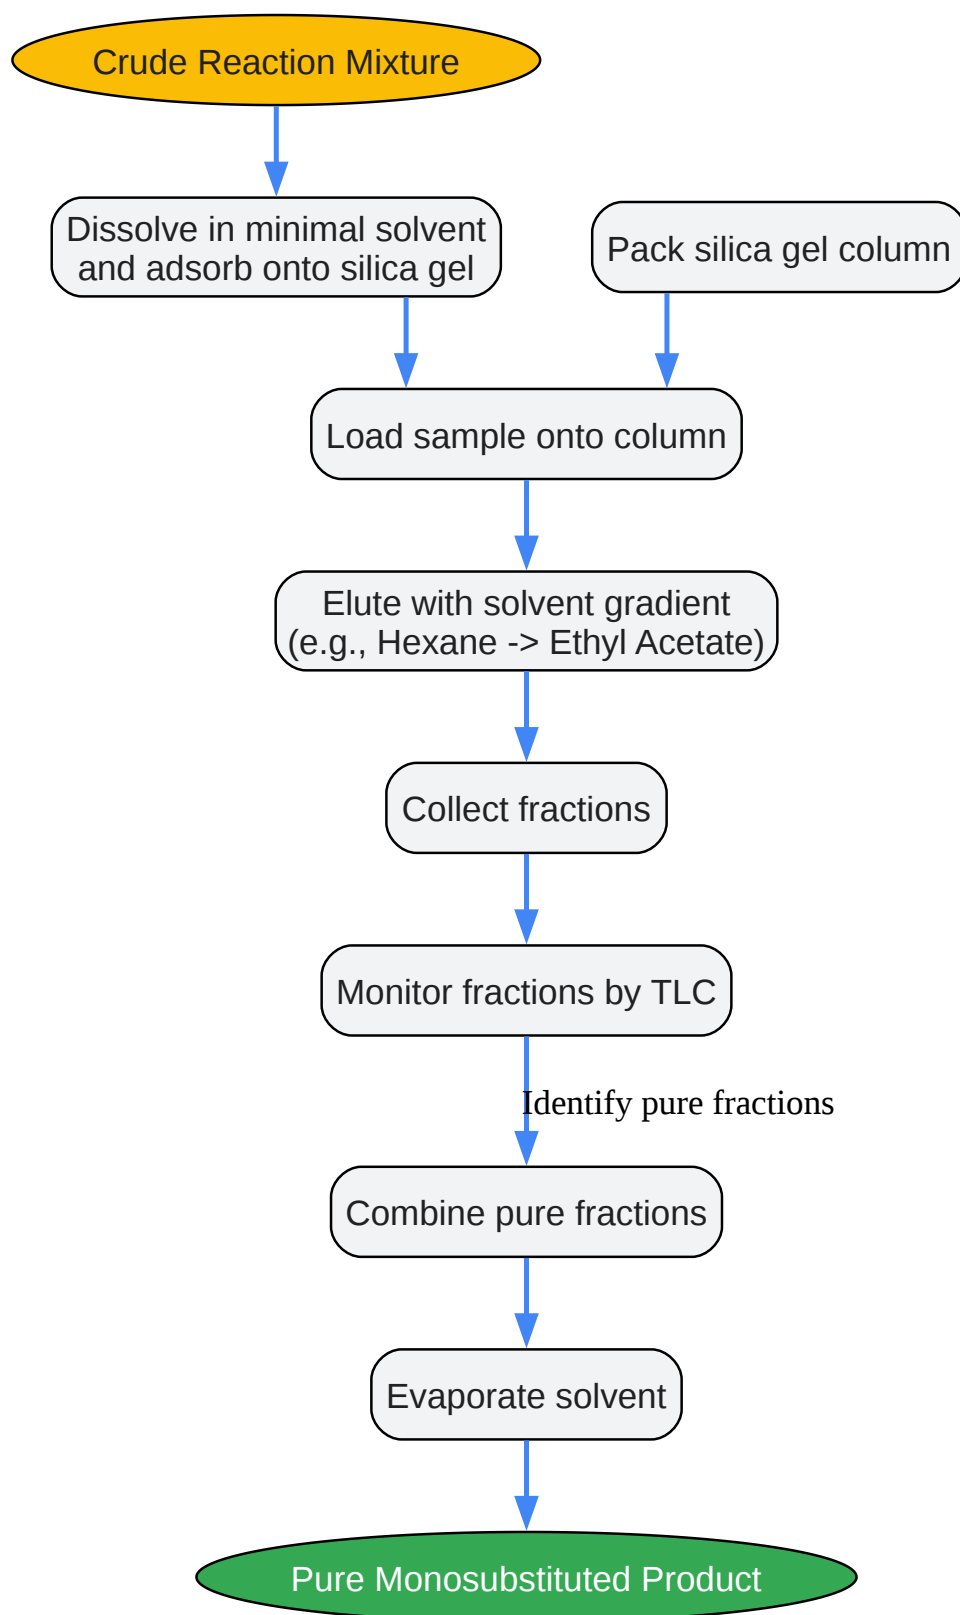 Crude Reaction Mixture
Dissolve in minimal solvent
and adsorb onto silica gel
Pack silica gel column
Load sample onto column
Elute with solvent gradient
(e.g., Hexane -> Ethyl Acetate)
Collect fractions
Monitor fractions by TLC
Identify pure fractions
Combine pure fractions
Evaporate solvent
Pure Monosubstituted Product